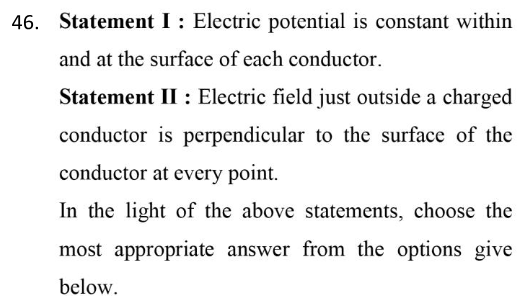 46. Statement I : Electric potential is constant within
and at the surface of each conductor.
Statement II : Electric field just outside a charged
conductor is perpendicular to the surface of the
conductor at every point.
In the light of the above statements, choose the
most appropriate answer from the options give
below.